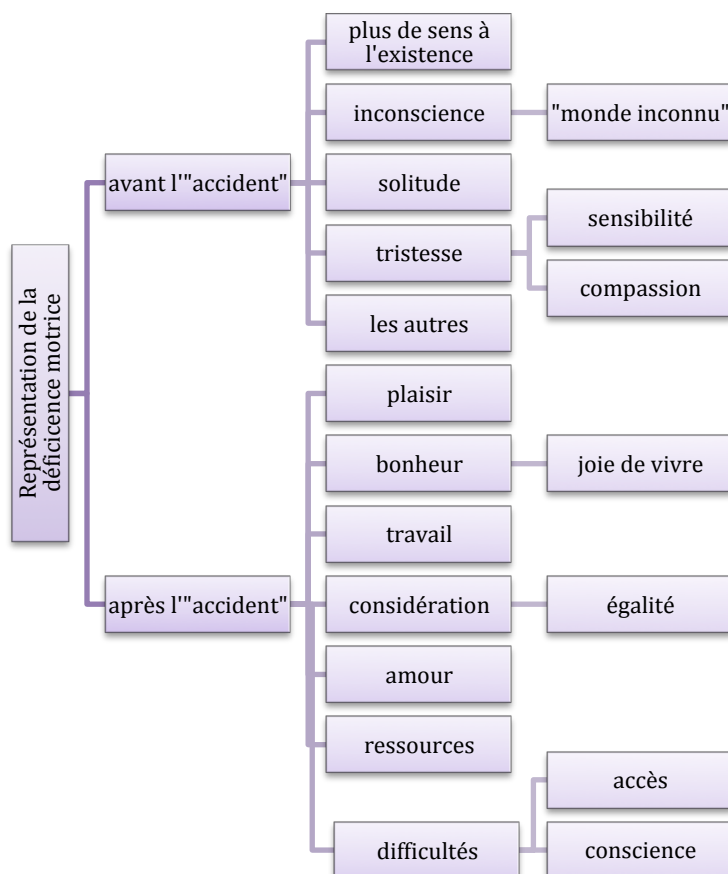 Représentation de la
déficience motrice
avant l'"accident"
plus de sens à
l'existence
inconscience
"monde inconnu"
solitude
tristesse
sensibilité
compassion
les autres
après l'"accident"
plaisir
bonheur
joie de vivre
travail
considération
égalité
amour
ressources
difficultés
accès
conscience